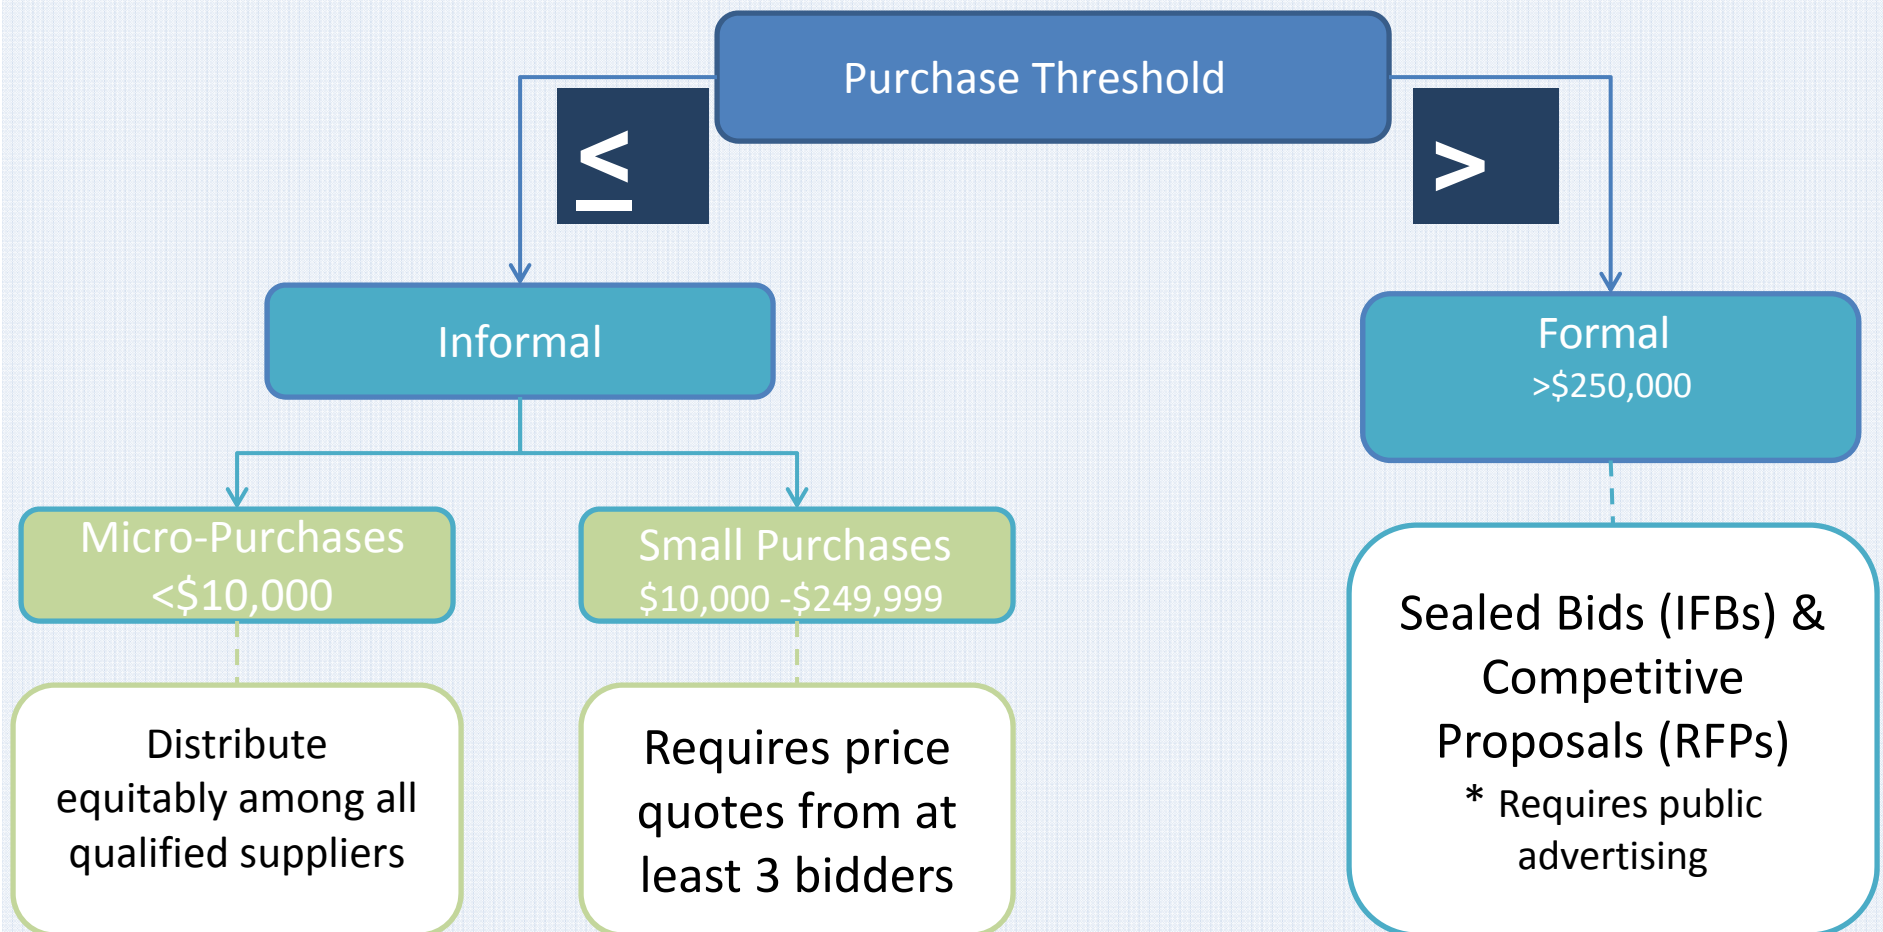 Purchase Threshold
≤
>
Informal
Formal
>$250,000
Micro-Purchases
<$10,000
Small Purchases
$10,000 -$249,999
Distribute
equitably among all
qualified suppliers
Requires price
quotes from at
least 3 bidders
Sealed Bids (IFBs) &
Competitive
Proposals (RFPs)
* Requires public
advertising